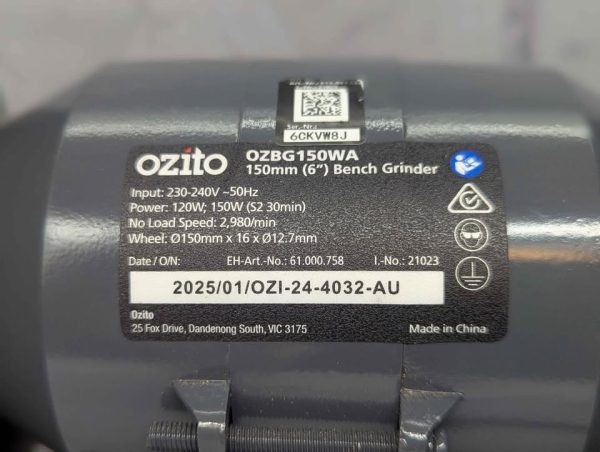 Ser.-Nr.:
6CKVW8J
ozito OZBG150WA
150mm (6") Bench Grinder
Input: 230-240V ~50Hz
Power: 120W; 150W (S2 30min)
No Load Speed: 2,980/min
Wheel: Ø150mm x 16 x Ø12.7mm
Date / O/N: EH-Art.-No.: 61.000.758 I.-No.: 21023
2025/01/OZI-24-4032-AU
Ozito
25 Fox Drive, Dandenong South, VIC 3175 Made in China